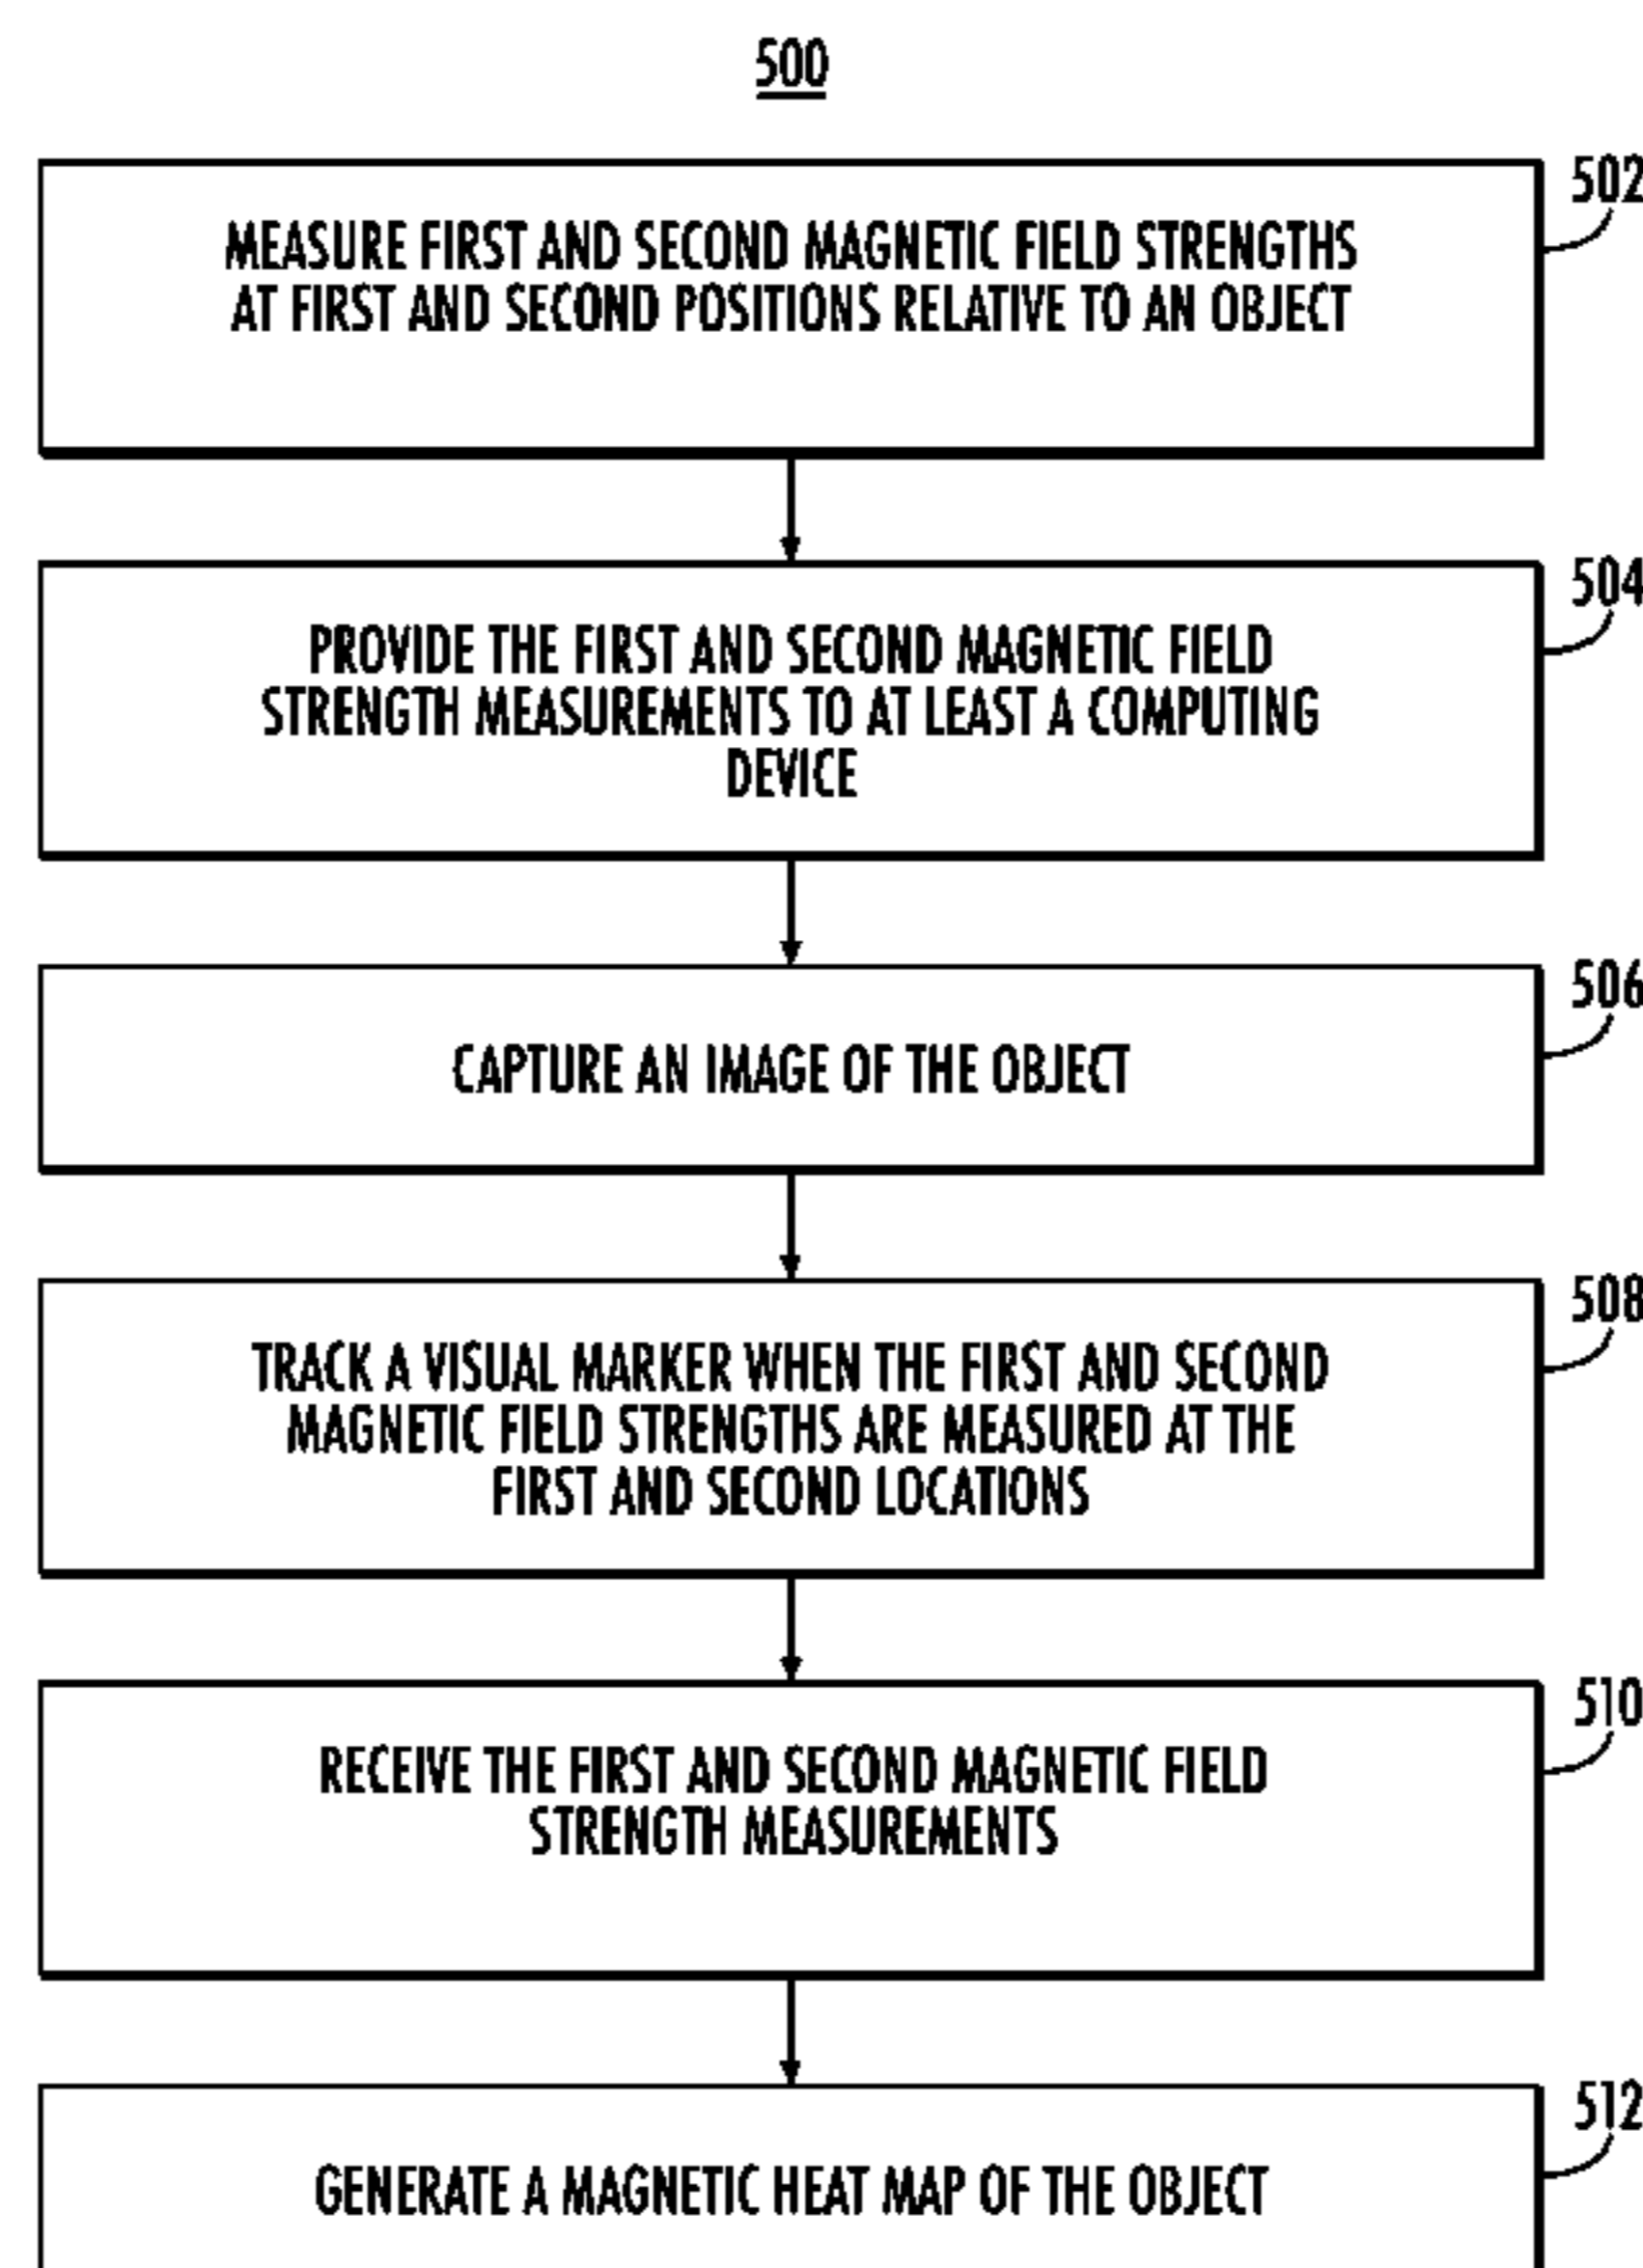 500
502
MEASURE FIRST AND SECOND MAGNETIC FIELD STRENGTHS
AT FIRST AND SECOND POSITIONS RELATIVE TO AN OBJECT
504
PROVIDE THE FIRST AND SECOND MAGNETIC FIELD
STRENGTH MEASUREMENTS TO AT LEAST A COMPUTING
DEVICE
506
CAPTURE AN IMAGE OF THE OBJECT
508
TRACK A VISUAL MARKER WHEN THE FIRST AND SECOND
MAGNETIC FIELD STRENGTHS ARE MEASURED AT THE
FIRST AND SECOND LOCATIONS
510
RECEIVE THE FIRST AND SECOND MAGNETIC FIELD
STRENGTH MEASUREMENTS
512
GENERATE A MAGNETIC HEAT MAP OF THE OBJECT